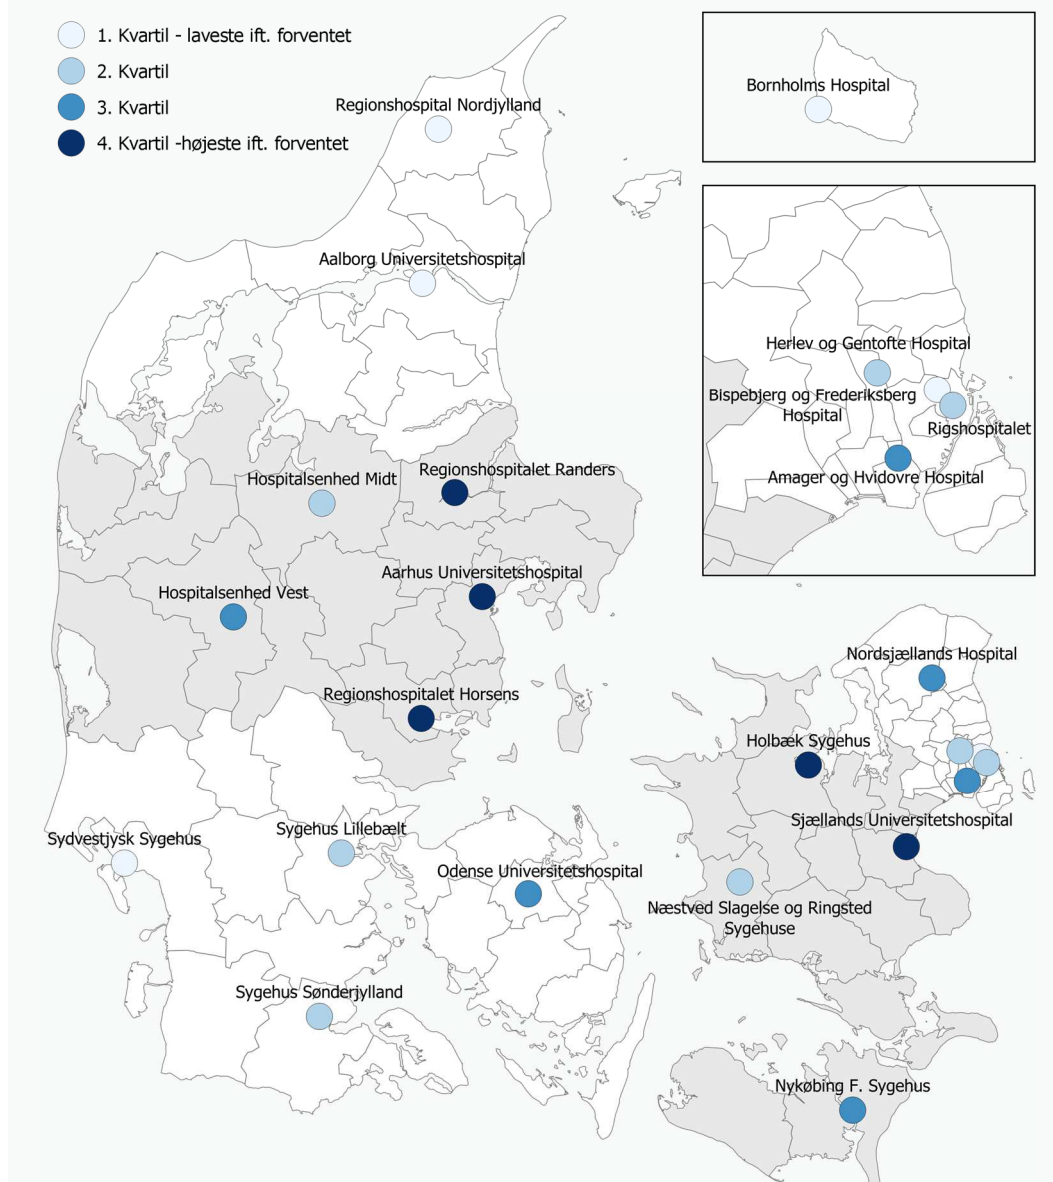 1. Kvartil - laveste ift. forventet
2. Kvartil
3. Kvartil
4. Kvartil -højeste ift. forventet
Regionshospital Nordjylland
Aalborg Universitetshospital
Hospitalsenhed Midt
Regionshospitalet Randers
Aarhus Universitetshospital
Hospitalsenhed Vest
Regionshospitalet Horsens
Sydvestjysk Sygehus
Sygehus Lillebælt
Odense Universitetshospital
Sygehus Sønderjylland
Bornholms Hospital
Herlev og Gentofte Hospital
Bispebjerg og Frederiksberg
Hospital
Rigshospitalet
Amager og Hvidovre Hospital
Nordsjællands Hospital
Holbæk Sygehus
Sjællands Universitetshospital
Næstved Slagelse og Ringsted
Sygehuse
Nykøbing F. Sygehus